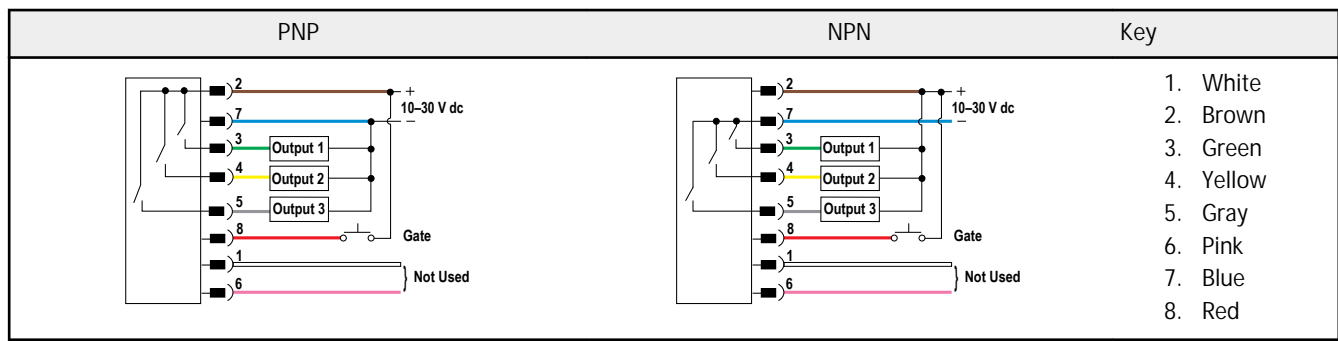 PNP
NPN
Key
2
+
10–30 V dc
7
–
3
Output 1
4
Output 2
5
Output 3
8
Gate
1
Not Used
6
2
+
10–30 V dc
7
–
3
Output 1
4
Output 2
5
Output 3
8
Gate
1
Not Used
6
1. White
2. Brown
3. Green
4. Yellow
5. Gray
6. Pink
7. Blue
8. Red